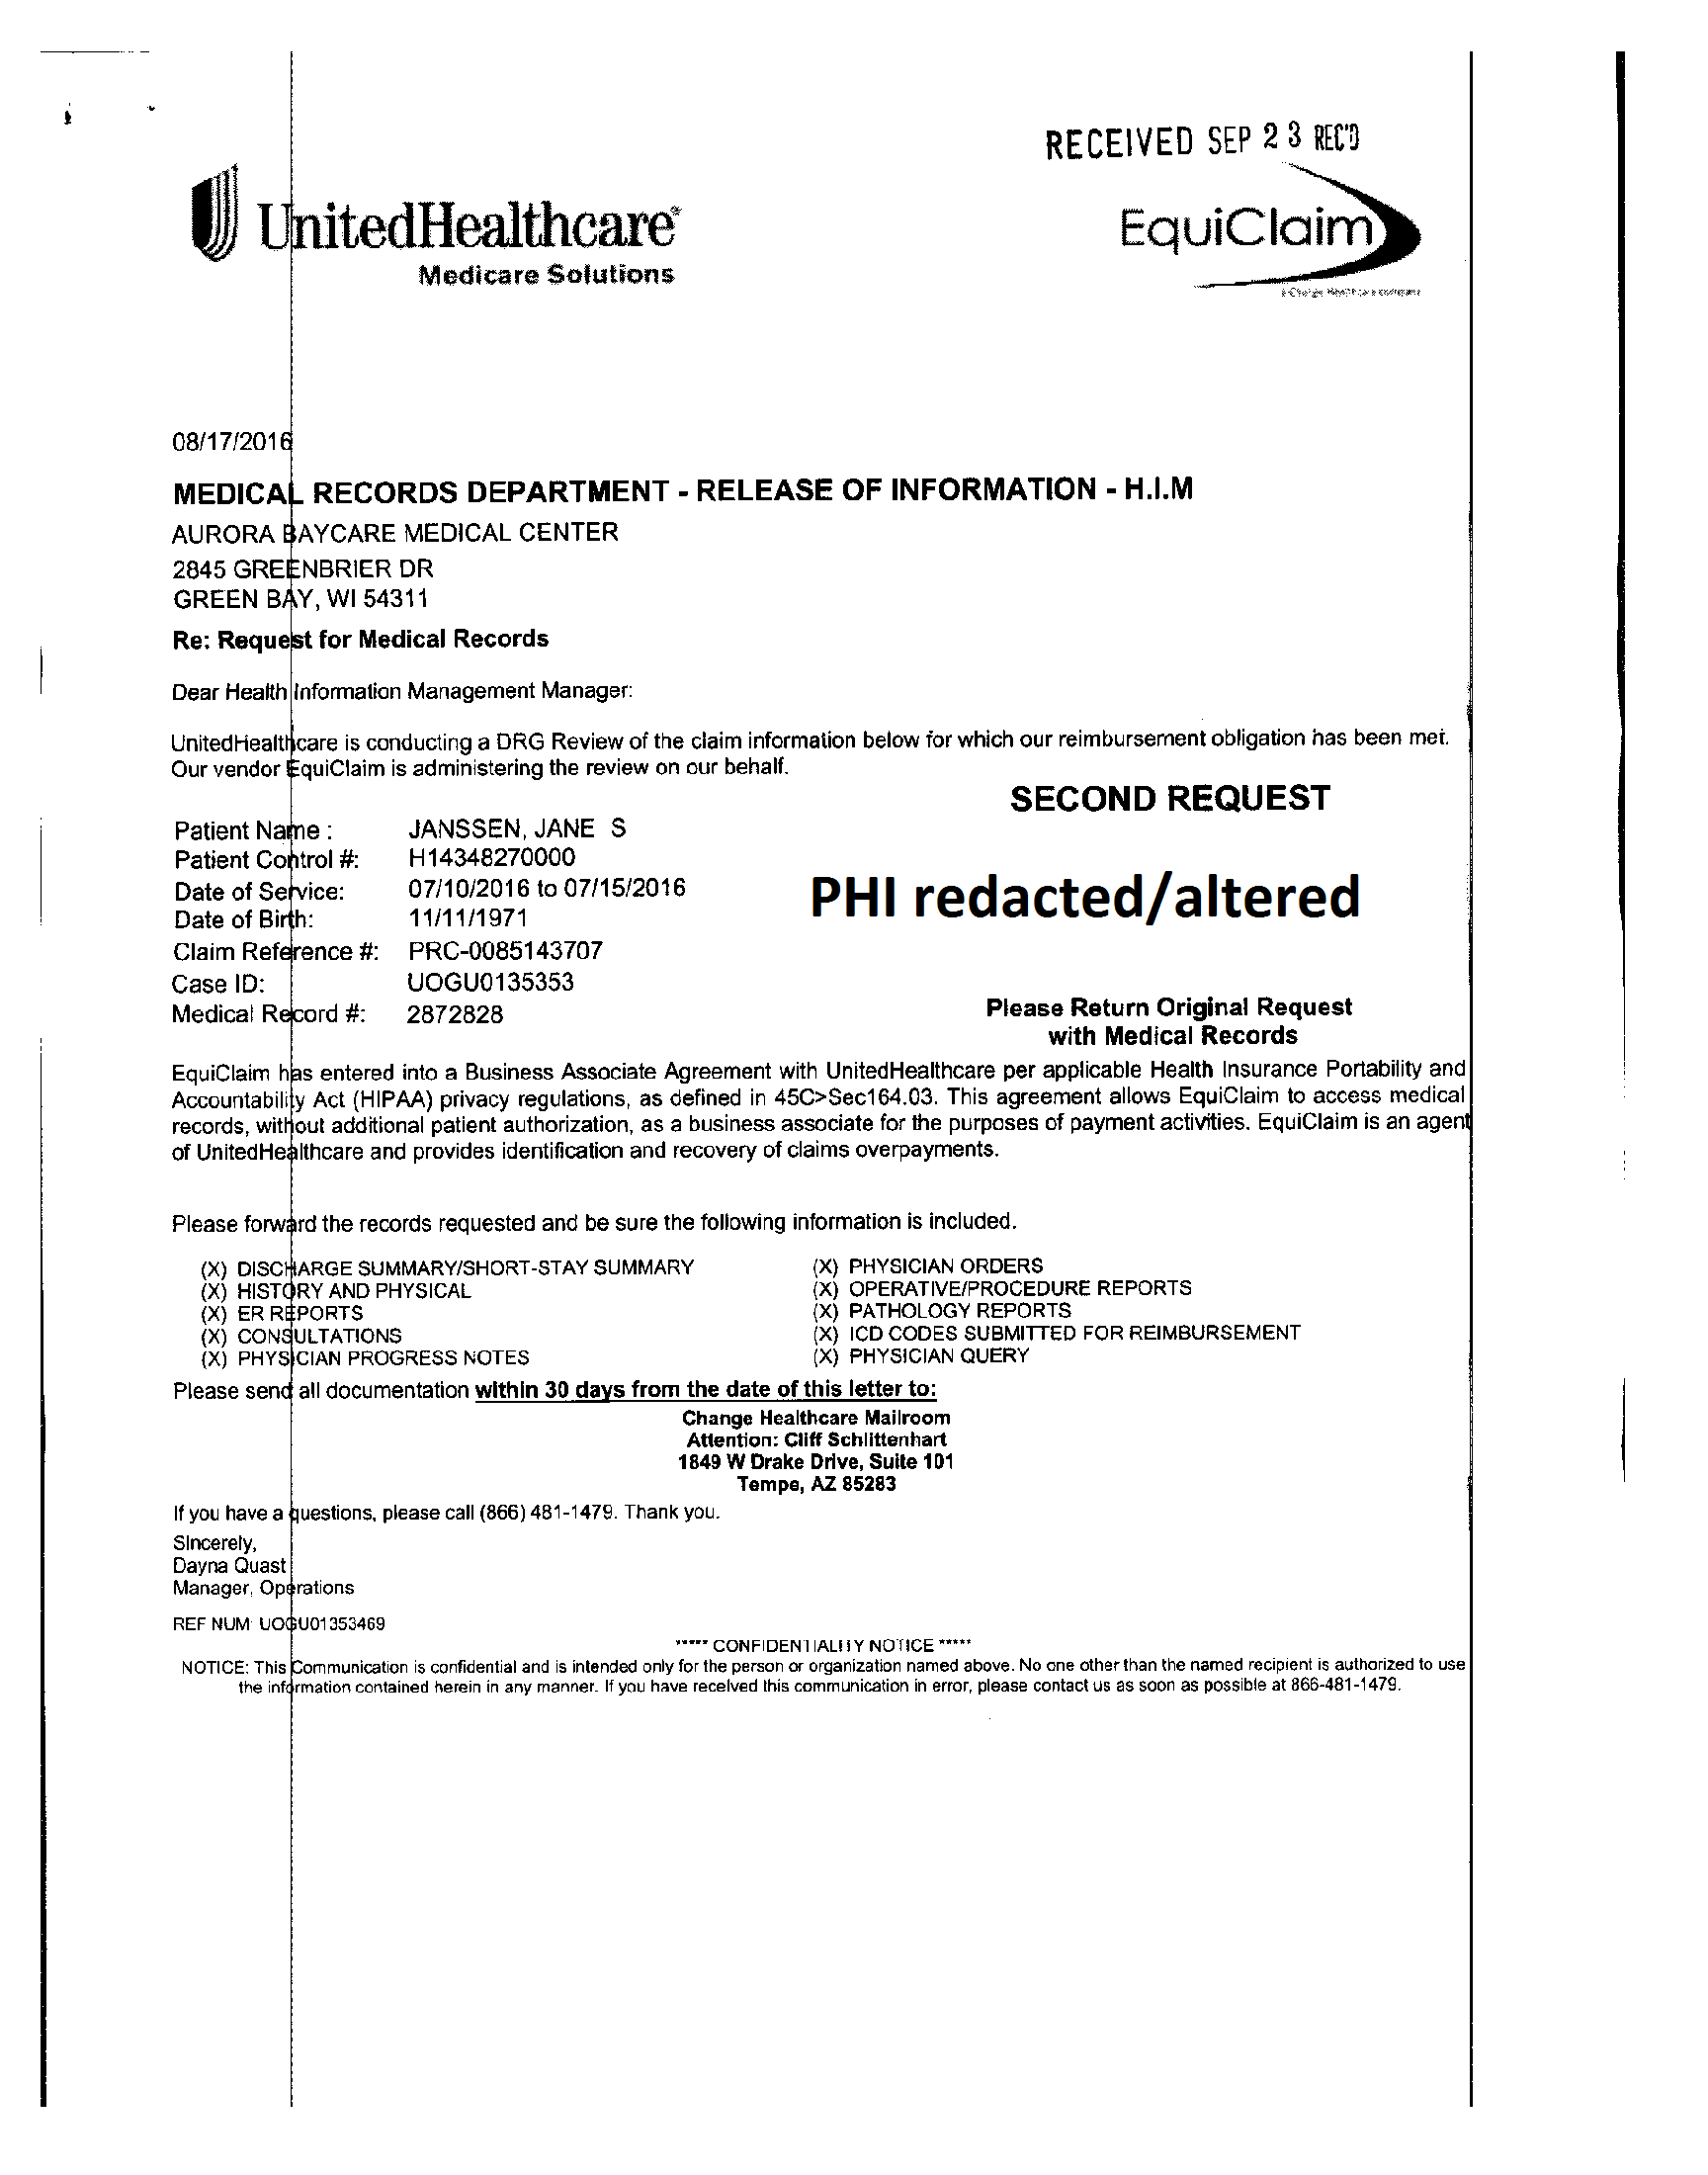 RECEIVED SEP 23 REC'D
UnitedHealthcare®
Medicare Solutions
EquiClaim
A Change Healthcare company
08/17/2016
MEDICAL RECORDS DEPARTMENT - RELEASE OF INFORMATION - H.I.M
AURORA BAYCARE MEDICAL CENTER
2845 GREENBRIER DR
GREEN BAY, WI 54311
Re: Request for Medical Records
Dear Health Information Management Manager:
UnitedHealthcare is conducting a DRG Review of the claim information below for which our reimbursement obligation has been met.
Our vendor EquiClaim is administering the review on our behalf.
SECOND REQUEST
Patient Name : JANSSEN, JANE S
Patient Control #: H14348270000
Date of Service: 07/10/2016 to 07/15/2016
PHI redacted/altered
Date of Birth: 11/11/1971
Claim Reference #: PRC-0085143707
Case ID: UOGU0135353
Medical Record #: 2872828
Please Return Original Request
with Medical Records
EquiClaim has entered into a Business Associate Agreement with UnitedHealthcare per applicable Health Insurance Portability and
Accountability Act (HIPAA) privacy regulations, as defined in 45C>Sec164.03. This agreement allows EquiClaim to access medical
records, without additional patient authorization, as a business associate for the purposes of payment activities. EquiClaim is an agent
of UnitedHealthcare and provides identification and recovery of claims overpayments.
Please forward the records requested and be sure the following information is included.
(X) DISCHARGE SUMMARY/SHORT-STAY SUMMARY
(X) HISTORY AND PHYSICAL
(X) ER REPORTS
(X) CONSULTATIONS
(X) PHYSICIAN PROGRESS NOTES
(X) PHYSICIAN ORDERS
(X) OPERATIVE/PROCEDURE REPORTS
(X) PATHOLOGY REPORTS
(X) ICD CODES SUBMITTED FOR REIMBURSEMENT
(X) PHYSICIAN QUERY
Please send all documentation within 30 days from the date of this letter to:
Change Healthcare Mailroom
Attention: Cliff Schlittenhart
1849 W Drake Drive, Suite 101
Tempe, AZ 85283
If you have a questions, please call (866) 481-1479. Thank you.
Sincerely,
Dayna Quast
Manager, Operations
REF NUM: UOGU01353469
***** CONFIDENTIALITY NOTICE *****
NOTICE: This Communication is confidential and is intended only for the person or organization named above. No one other than the named recipient is authorized to use
the information contained herein in any manner. If you have received this communication in error, please contact us as soon as possible at 866-481-1479.